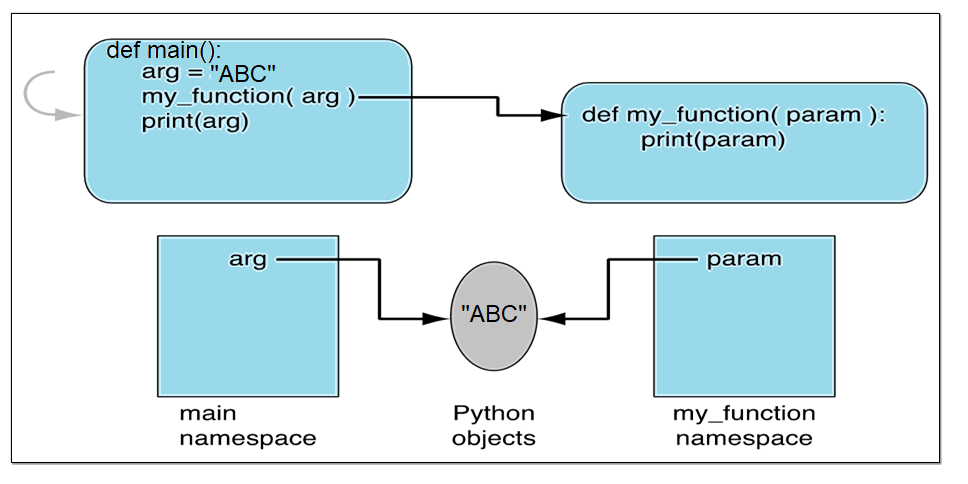 def main():
arg = "ABC"
my_function( arg )
print(arg)
def my_function( param ):
print(param)
arg
"ABC"
param
main
namespace
Python
objects
my_function
namespace